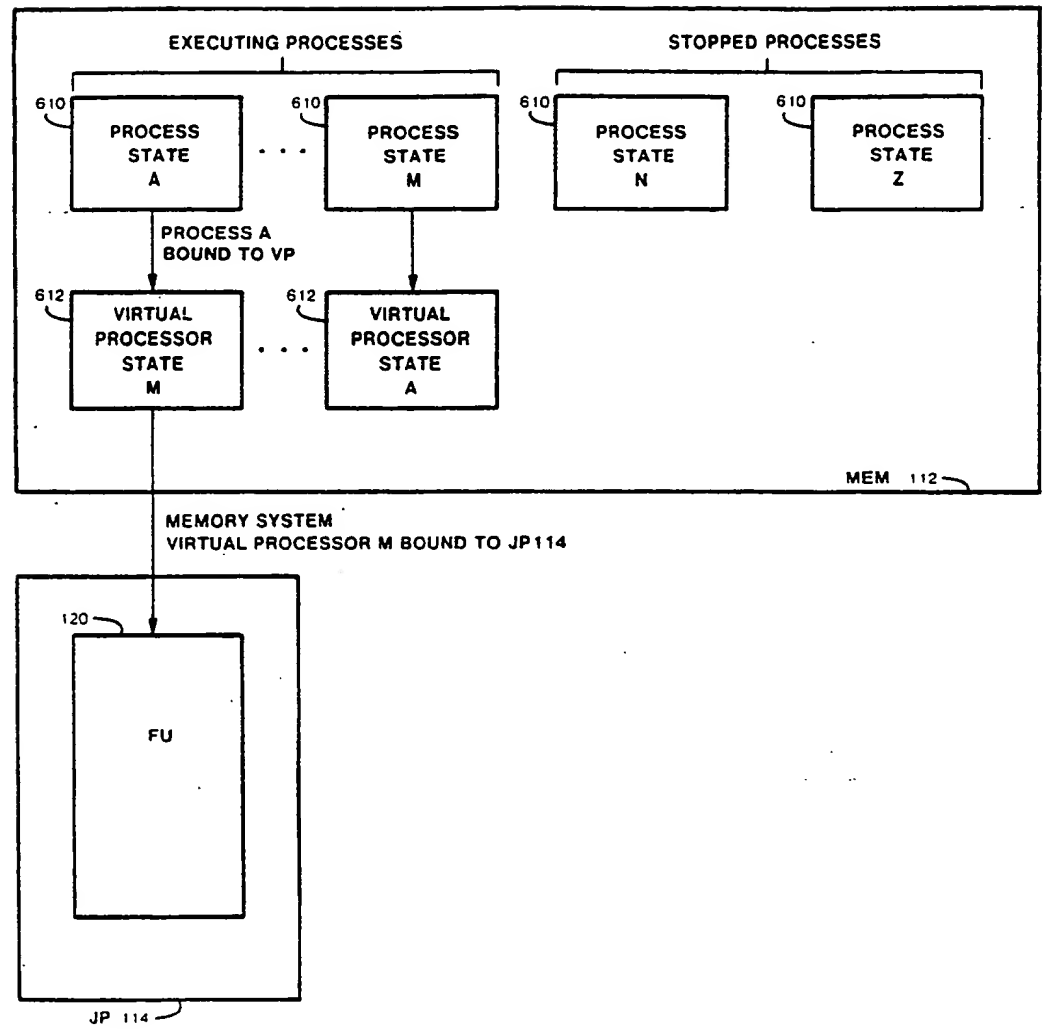 EXECUTING PROCESSES
STOPPED PROCESSES
610
PROCESS
STATE
A
. . .
610
PROCESS
STATE
M
610
PROCESS
STATE
N
610
PROCESS
STATE
Z
PROCESS A
BOUND TO VP
612
VIRTUAL
PROCESSOR
STATE
M
. . .
612
VIRTUAL
PROCESSOR
STATE
A
MEM 112
MEMORY SYSTEM
VIRTUAL PROCESSOR M BOUND TO JP114
120
FU
JP 114